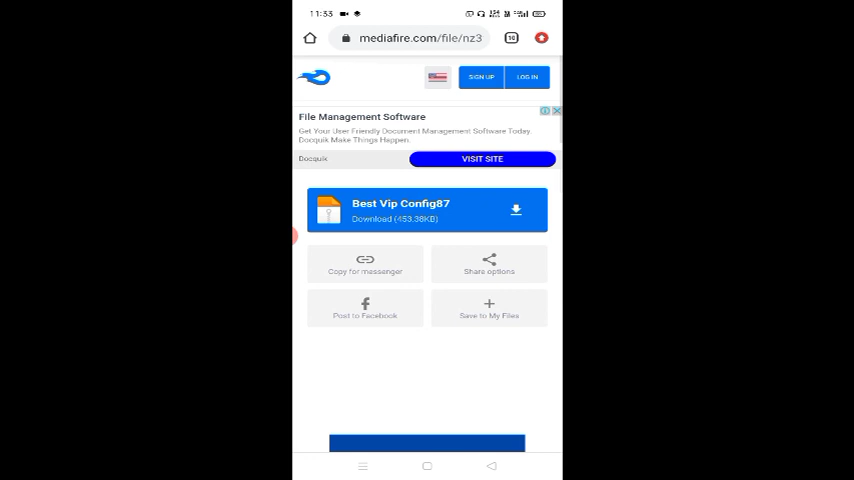 11:33
mediafire.com/file/nz3
10
SIGN UP
LOG IN
File Management Software
Get Your User Friendly Document Management Software Today.
Docquik Make Things Happen.
Docquik
VISIT SITE
Best Vip Config87
Download (453.38KB)
Copy for messenger
Share options
Post to Facebook
Save to My Files